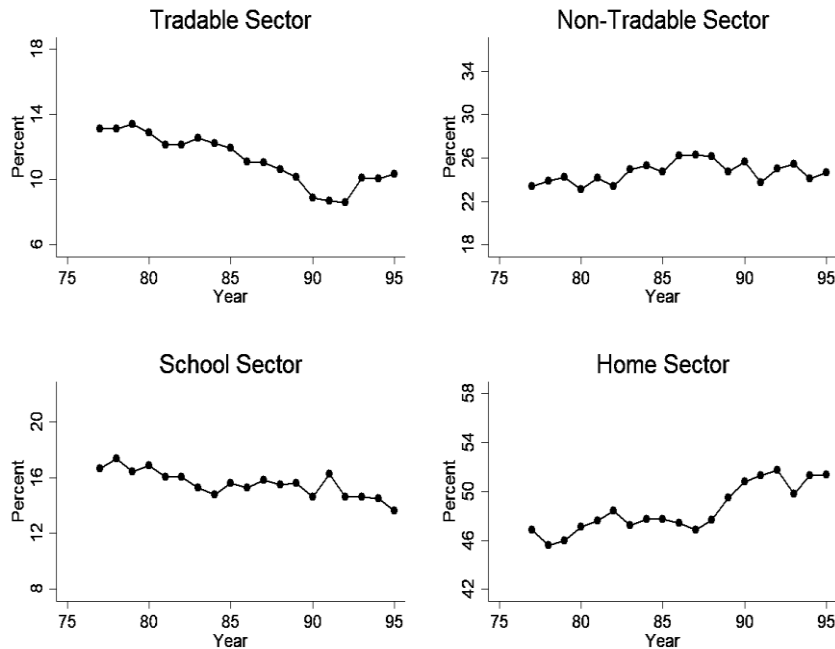 Tradable Sector
Percent
18
14
10
6
75 80 85 90 95
Year
Non-Tradable Sector
Percent
34
30
26
22
18
75 80 85 90 95
Year
School Sector
Percent
20
16
12
8
75 80 85 90 95
Year
Home Sector
Percent
58
54
50
46
42
75 80 85 90 95
Year